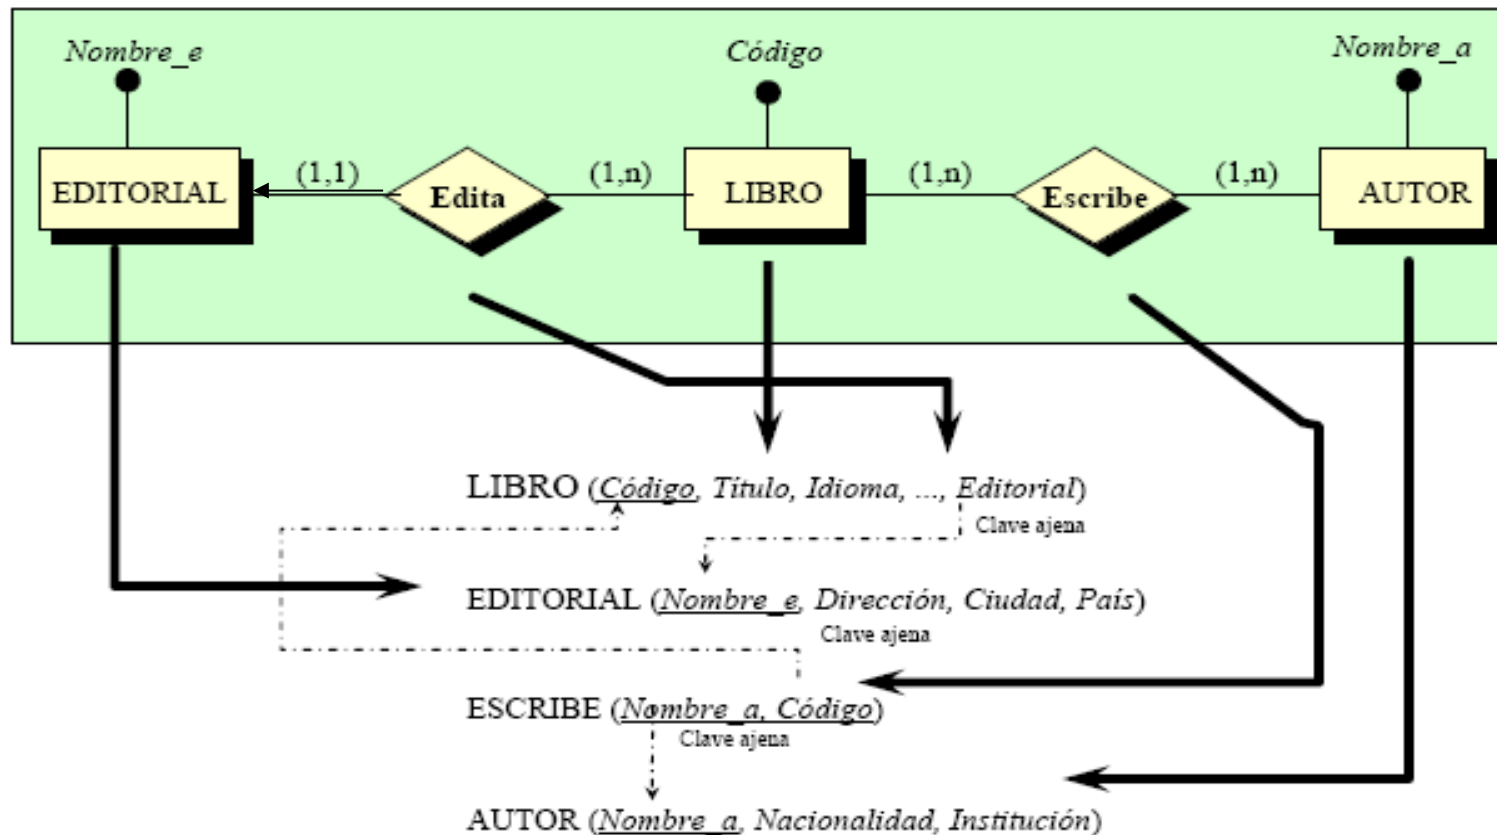 Nombre_e Código Nombre_a
EDITORIAL (1,1) Edita (1,n) LIBRO (1,n) Escribe (1,n) AUTOR
LIBRO (Código, Título, Idioma, ..., Editorial)
Clave ajena
EDITORIAL (Nombre_e, Dirección, Ciudad, País)
Clave ajena
ESCRIBE (Nombre_a, Código)
Clave ajena
AUTOR (Nombre_a, Nacionalidad, Institución)